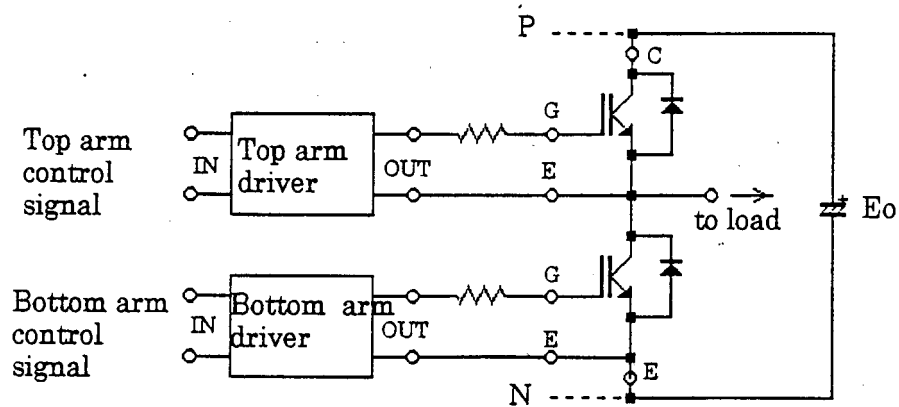 P
C
G
Top arm
control
signal
IN
Top arm
driver
OUT
E
to load
+
Eo
G
Bottom arm
control
signal
IN
Bottom arm
driver
OUT
E
E
N